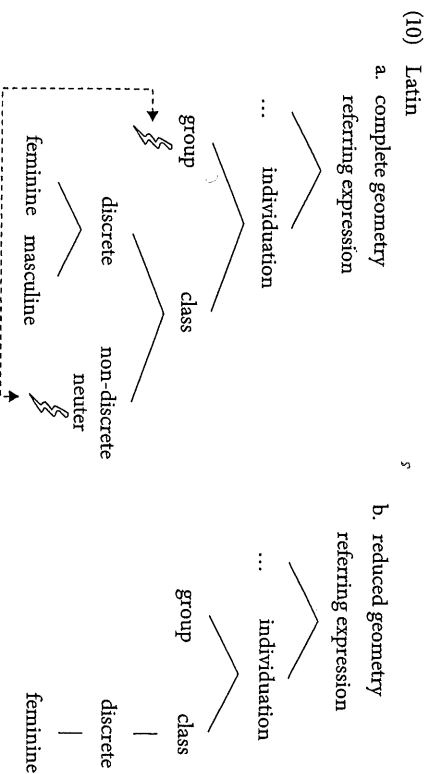 (10) Latin
a. complete geometry
referring expression
... individuation
group class
discrete non-discrete
neuter
feminine masculine
b. reduced geometry
referring expression
... individuation
group class
discrete
feminine